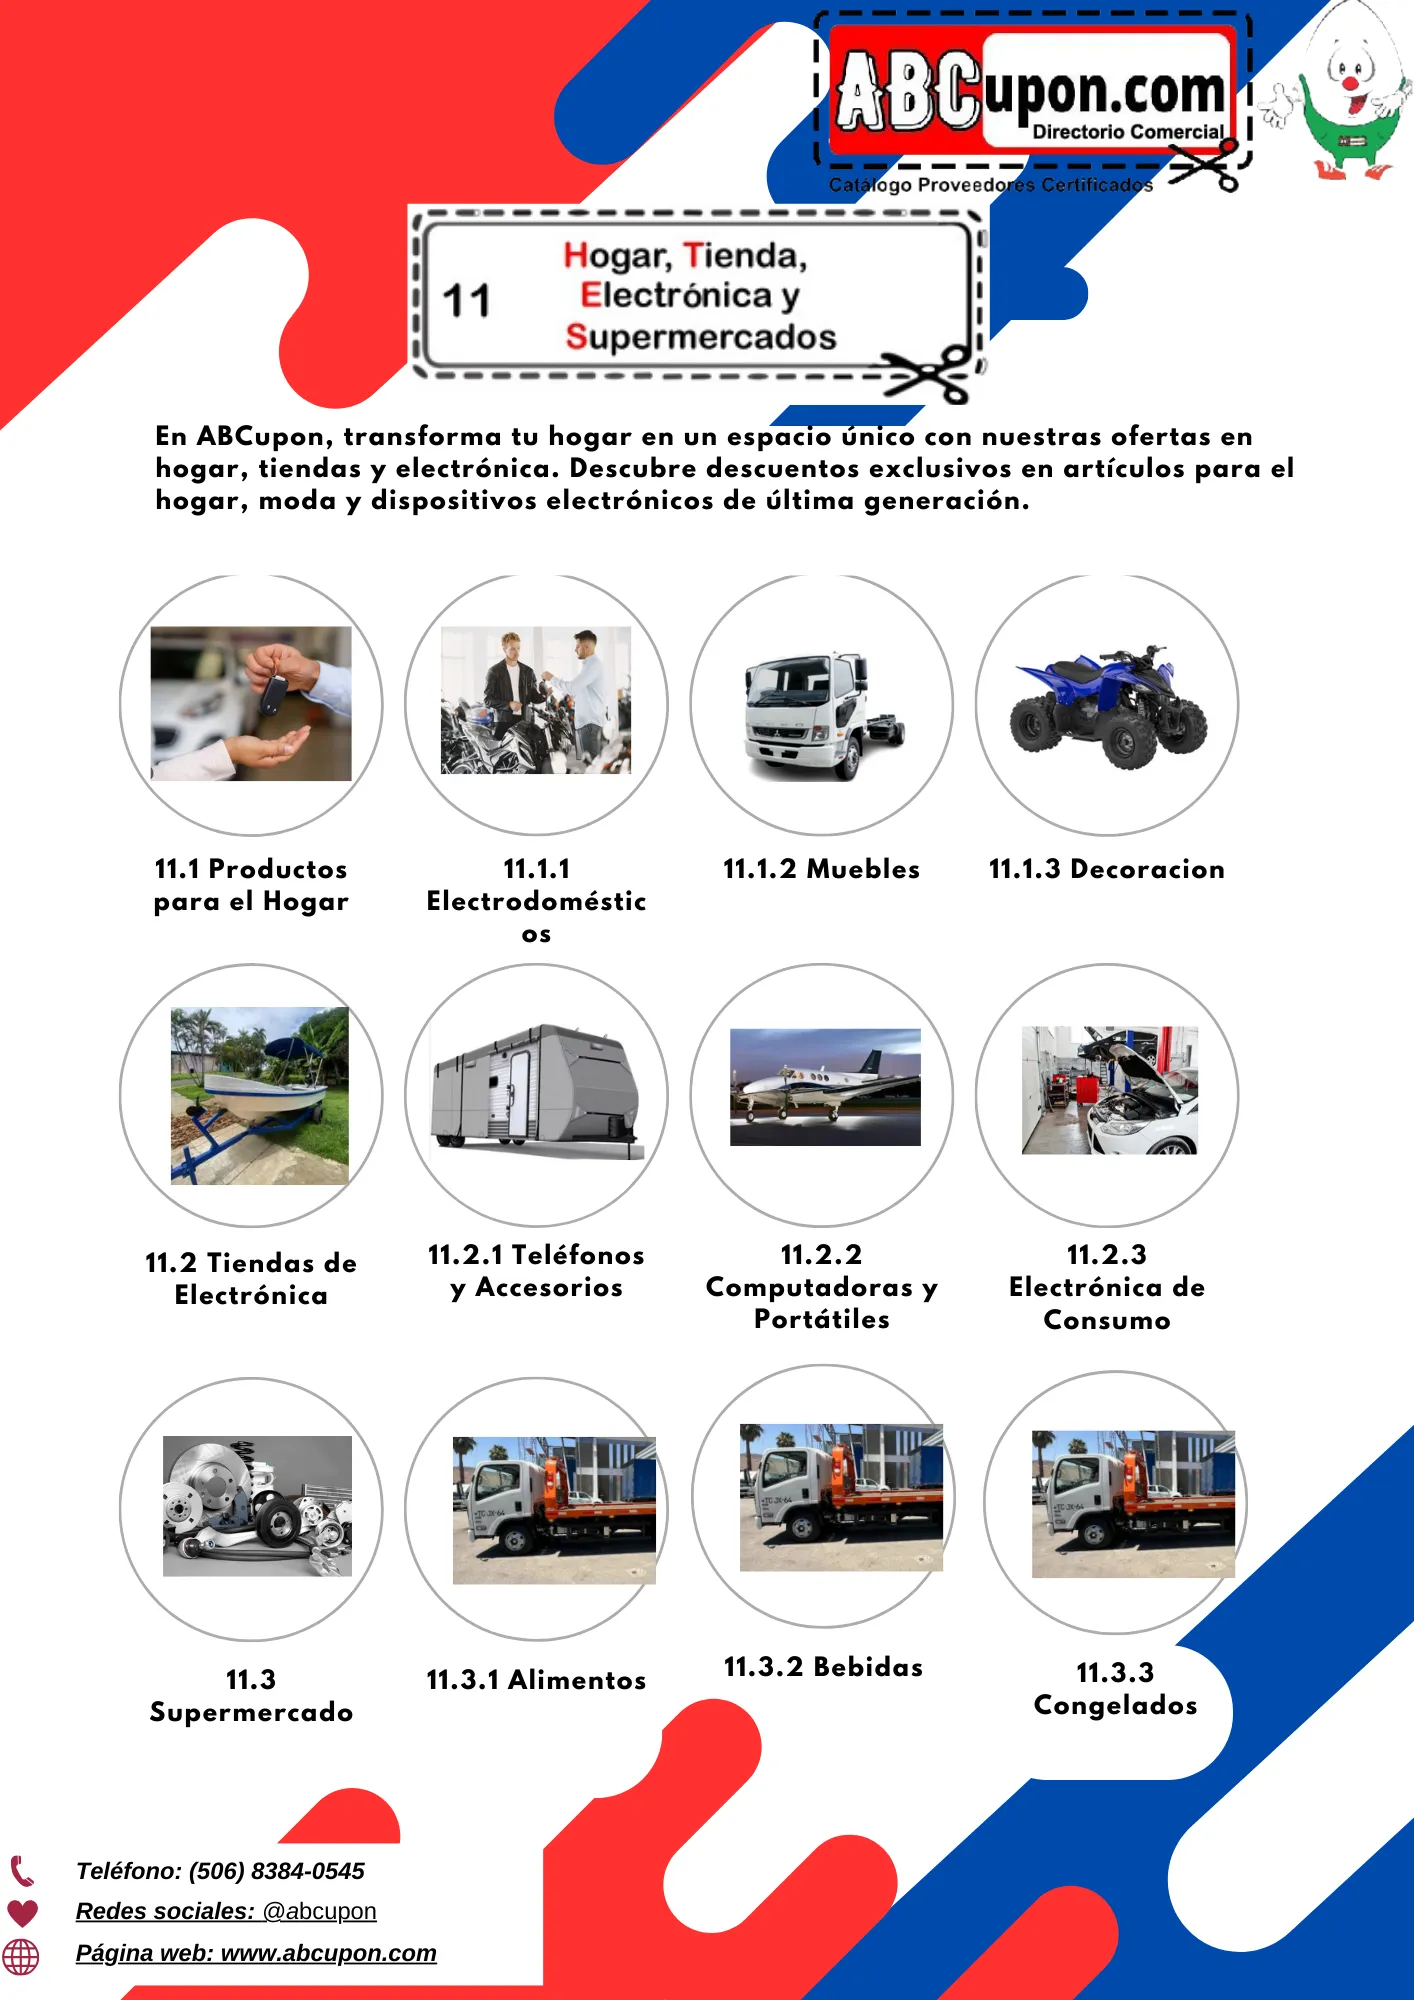 ABCupon.com
Directorio Comercial
Catálogo Proveedores Certificados
11
Hogar, Tienda,
Electrónica y
Supermercados
En ABCupon, transforma tu hogar en un espacio único con nuestras ofertas en
hogar, tiendas y electrónica. Descubre descuentos exclusivos en artículos para el
hogar, moda y dispositivos electrónicos de última generación.
11.1 Productos
para el Hogar
11.1.1
Electrodoméstic
os
11.1.2 Muebles
11.1.3 Decoracion
11.2 Tiendas de
Electrónica
11.2.1 Teléfonos
y Accesorios
11.2.2
Computadoras y
Portátiles
11.2.3
Electrónica de
Consumo
11.3
Supermercado
11.3.1 Alimentos
11.3.2 Bebidas
11.3.3
Congelados
Teléfono: (506) 8384-0545
Redes sociales: @abcupon
Página web: www.abcupon.com